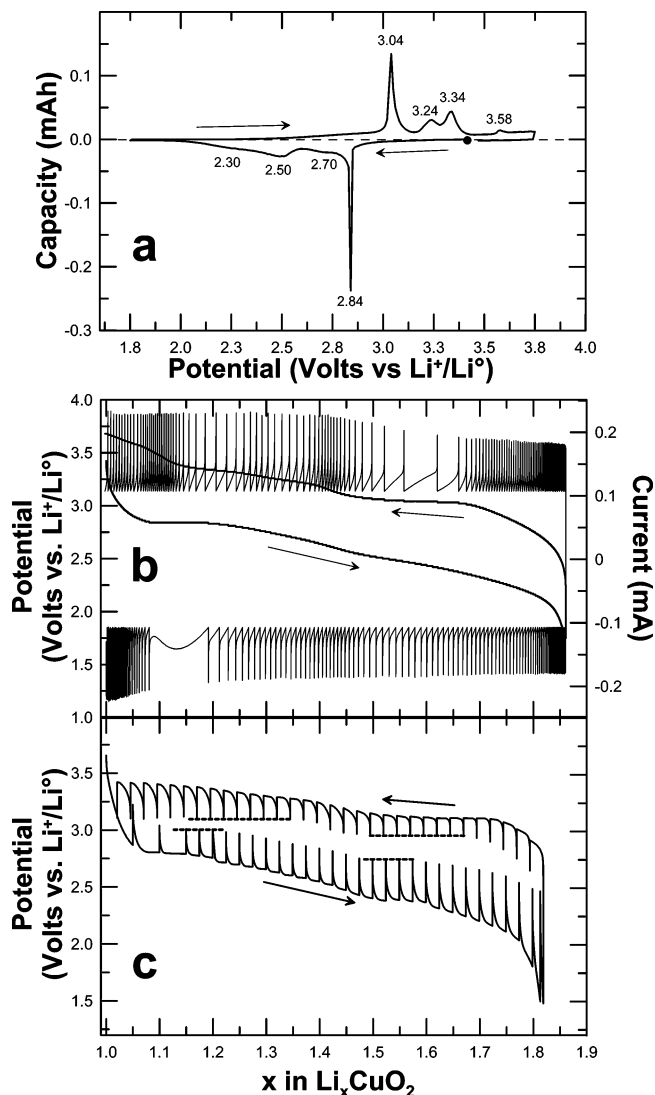 0.2
3.04
0.1
3.24
3.34
3.58
Capacity (mAh)
0.0
2.30
2.50
2.70
-0.1
a
-0.2
2.84
-0.3
1.8 2.0 2.3 2.5 2.8 3.0 3.3 3.5 3.8 4.0
Potential (Volts vs Li⁺/Li°)
4.0
3.5
3.0
2.5
2.0
1.5
1.0
Potential
(Volts vs. Li⁺/Li°)
b
0.2
0.1
0
-0.1
-0.2
Current (mA)
3.5
3.0
2.5
2.0
1.5
Potential
(Volts vs. Li⁺/Li°)
c
1.0 1.1 1.2 1.3 1.4 1.5 1.6 1.7 1.8 1.9
x in LiₓCuO₂